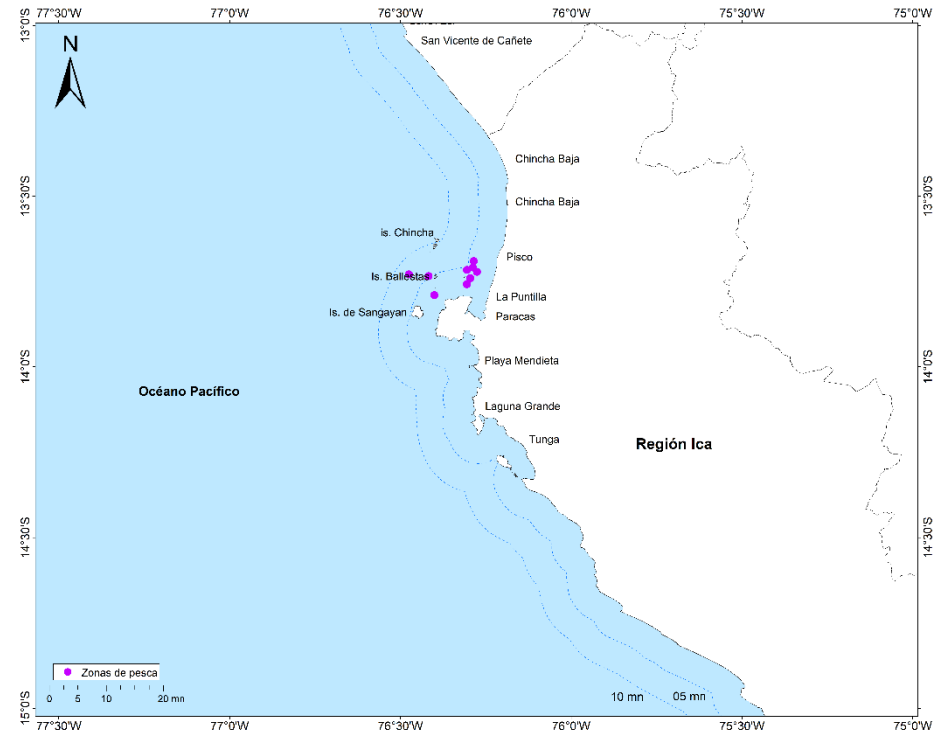 77°30'W 77°0'W 76°30'W 76°0'W 75°30'W 75°0'W
13°0'S
N
San Vicente de Cañete
Chincha Baja
13°30'S
Chincha Baja
is. Chincha
Pisco
Is. Ballestas
La Puntilla
Is. de Sangayan
Paracas
14°0'S
Playa Mendieta
Océano Pacífico
Laguna Grande
Tunga
Región Ica
14°30'S
Zonas de pesca
0 5 10 20 mn
10 mn 05 mn
15°0'S
77°30'W 77°0'W 76°30'W 76°0'W 75°30'W 75°0'W
13°0'S
13°30'S
14°0'S
14°30'S
15°0'S